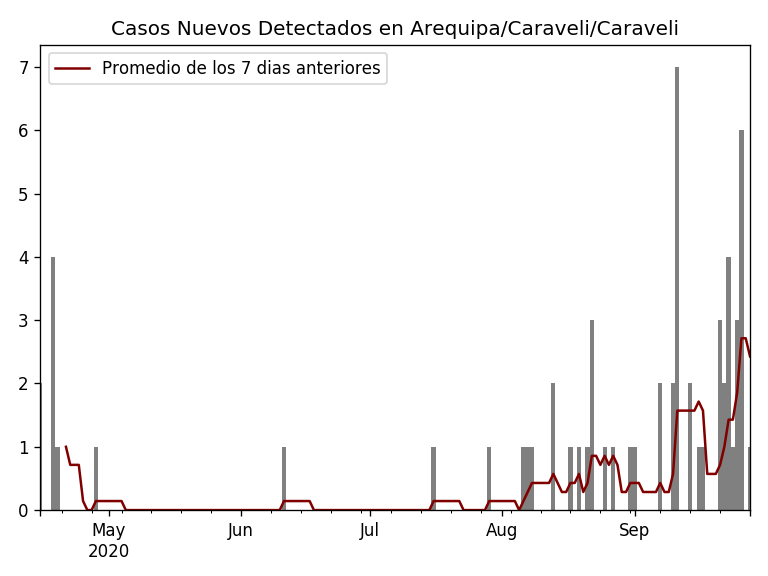 Casos Nuevos Detectados en Arequipa/Caraveli/Caraveli
Promedio de los 7 dias anteriores
7
6
5
4
3
2
1
0
May
2020
Jun
Jul
Aug
Sep